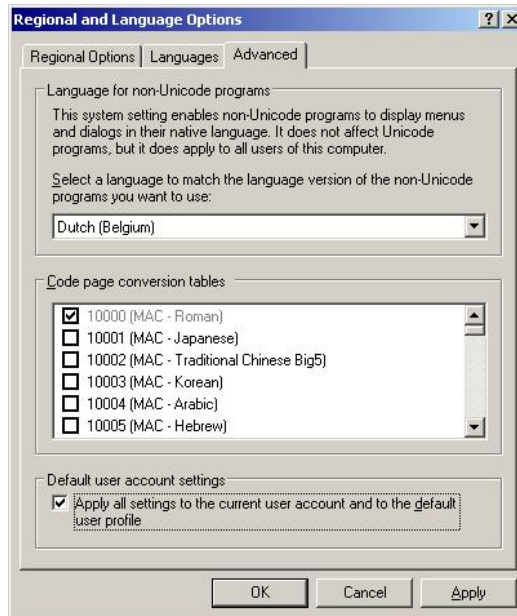 Regional and Language Options
Regional Options
Languages
Advanced
Language for non-Unicode programs
This system setting enables non-Unicode programs to display menus
and dialogs in their native language. It does not affect Unicode
programs, but it does apply to all users of this computer.
Select a language to match the language version of the non-Unicode
programs you want to use:
Dutch (Belgium)
Code page conversion tables
10000 (MAC - Roman)
10001 (MAC - Japanese)
10002 (MAC - Traditional Chinese Big5)
10003 (MAC - Korean)
10004 (MAC - Arabic)
10005 (MAC - Hebrew)
Default user account settings
Apply all settings to the current user account and to the default
user profile
OK
Cancel
Apply